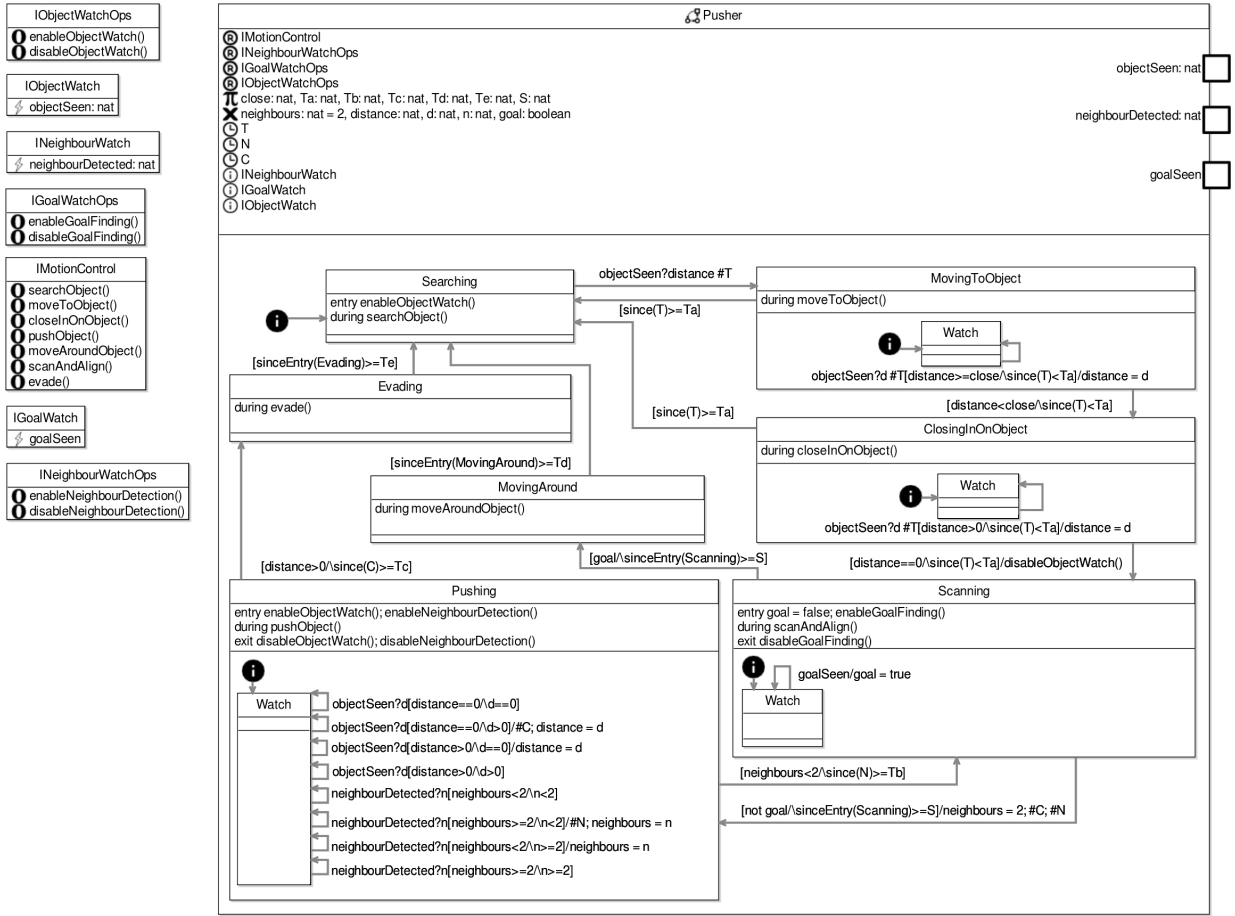 IObjectWatchOps
enableObjectWatch()
disableObjectWatch()
IObjectWatch
objectSeen: nat
INeighbourWatch
neighbourDetected: nat
IGoalWatchOps
enableGoalFinding()
disableGoalFinding()
IMotionControl
searchObject()
moveToObject()
closeInOnObject()
pushObject()
moveAroundObject()
scanAndAlign()
evade()
IGoalWatch
goalSeen
INeighbourWatchOps
enableNeighbourDetection()
disableNeighbourDetection()
Pusher
IMotionControl
INeighbourWatchOps
IGoalWatchOps
IObjectWatchOps
close: nat, Ta: nat, Tb: nat, Tc: nat, Td: nat, Te: nat, S: nat
neighbours: nat = 2, distance: nat, d: nat, n: nat, goal: boolean
T
N
C
INeighbourWatch
IGoalWatch
IObjectWatch
objectSeen: nat
neighbourDetected: nat
goalSeen
Searching
entry enableObjectWatch()
during searchObject()
objectSeen?distance #T
[since(T)>=Ta]
MovingToObject
during moveToObject()
Watch
objectSeen?d #T[distance>=close/\since(T)<Ta]/distance = d
[sinceEntry(Evading)>=Te]
Evading
during evade()
[since(T)>=Ta]
[distance<close/\since(T)<Ta]
ClosingInOnObject
during closeInOnObject()
Watch
objectSeen?d #T[distance>0/\since(T)<Ta]/distance = d
[sinceEntry(MovingAround)>=Td]
MovingAround
during moveAroundObject()
[distance>0/\since(C)>=Tc]
[goal/\sinceEntry(Scanning)>=S]
[distance==0/\since(T)<Ta]/disableObjectWatch()
Pushing
entry enableObjectWatch(); enableNeighbourDetection()
during pushObject()
exit disableObjectWatch(); disableNeighbourDetection()
Watch
objectSeen?d[distance==0/\d==0]
objectSeen?d[distance==0/\d>0]/#C; distance = d
objectSeen?d[distance>0/\d==0]/distance = d
objectSeen?d[distance>0/\d>0]
neighbourDetected?n[neighbours<2/\n<2]
neighbourDetected?n[neighbours>=2/\n<2]/#N; neighbours = n
neighbourDetected?n[neighbours<2/\n>=2]/neighbours = n
neighbourDetected?n[neighbours>=2/\n>=2]
Scanning
entry goal = false; enableGoalFinding()
during scanAndAlign()
exit disableGoalFinding()
goalSeen/goal = true
Watch
[neighbours<2/\since(N)>=Tb]
[not goal/\sinceEntry(Scanning)>=S]/neighbours = 2; #C; #N